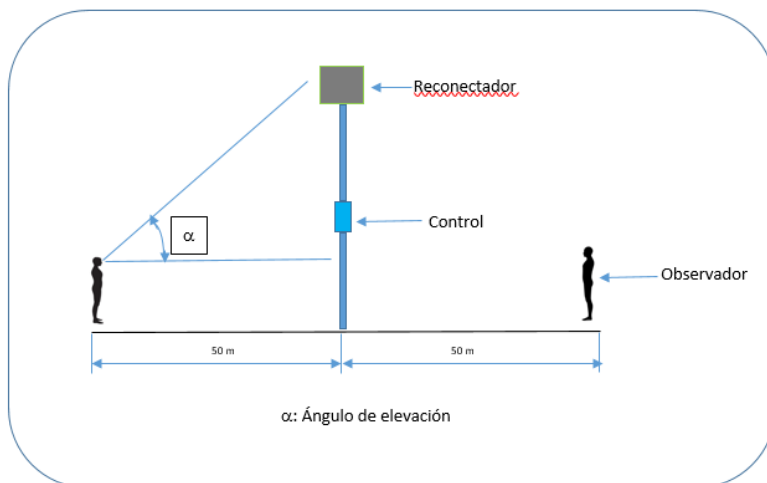 Reconectador
α
Control
Observador
50 m
50 m
α: Ángulo de elevación